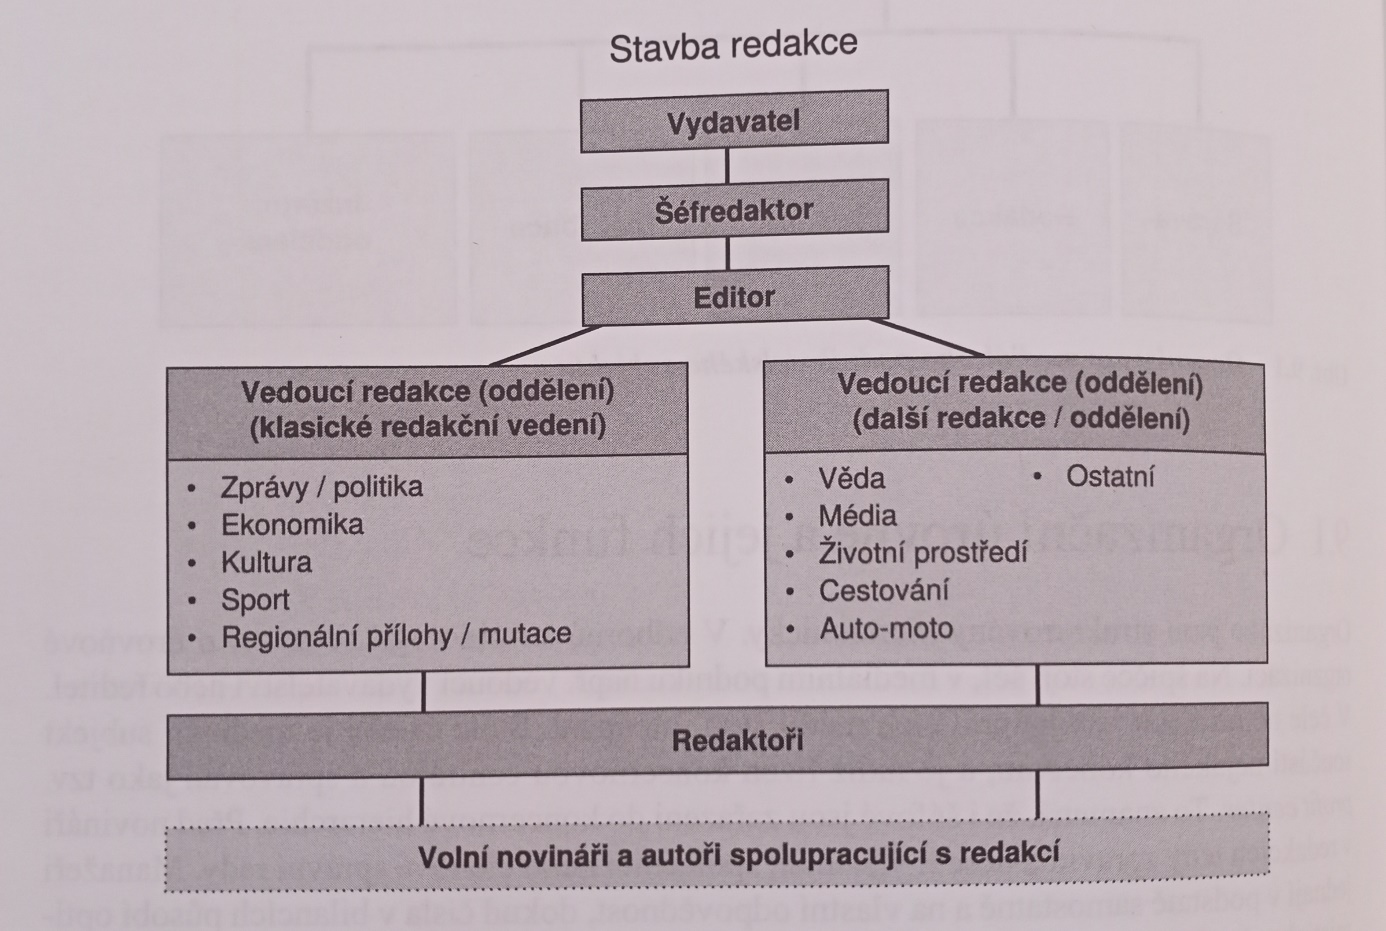 Stavba redakce
Vydavatel
Šéfredaktor
Editor
Vedoucí redakce (oddělení)
(klasické redakční vedení)
• Zprávy / politika
• Ekonomika
• Kultura
• Sport
• Regionální přílohy / mutace
Vedoucí redakce (oddělení)
(další redakce / oddělení)
• Věda
• Média
• Životní prostředí
• Cestování
• Auto-moto
• Ostatní
Redaktoři
Volní novináři a autoři spolupracující s redakcí